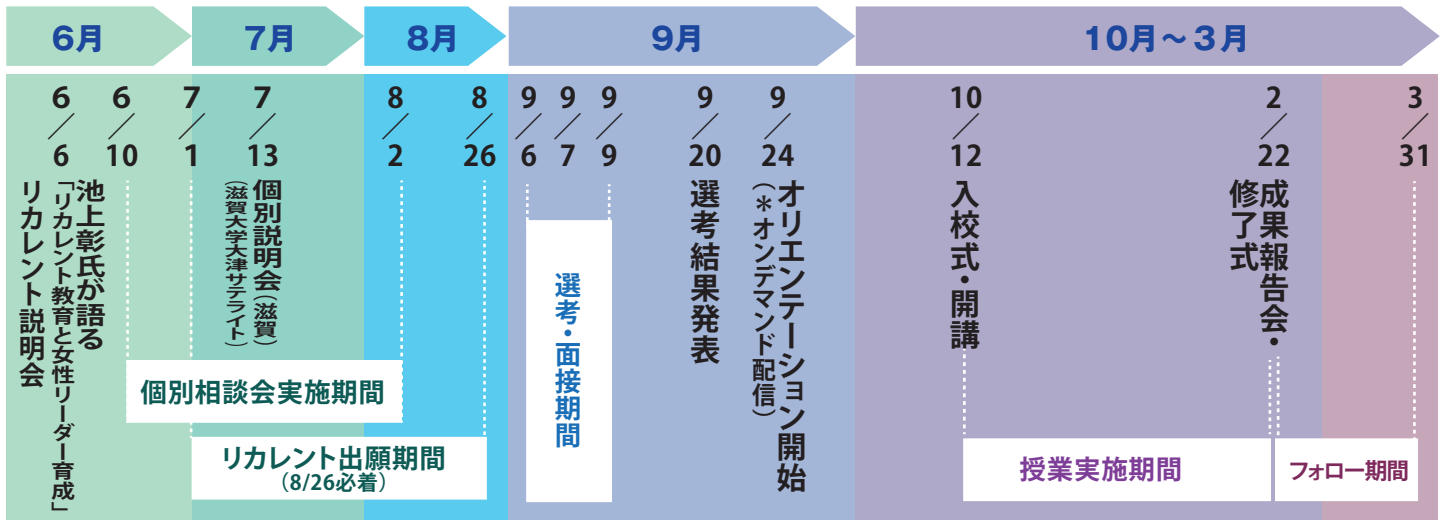 6月
7月
8月
9月
10月～3月
6／6
池上彰氏が語る
「リカレント教育と女性リーダー育成」
リカレント説明会
6／10
7／1
7／13
個別説明会（滋賀）
（滋賀大学大津サテライト）
8／2
8／26
個別相談会実施期間
リカレント出願期間
（8/26必着）
9／6
9／7
9／9
選考・面接期間
9／20
選考結果発表
9／24
オリエンテーション開始
（＊オンデマンド配信）
10／12
入校式・開講
2／22
成果報告会・
修了式
3／31
授業実施期間
フォロー期間